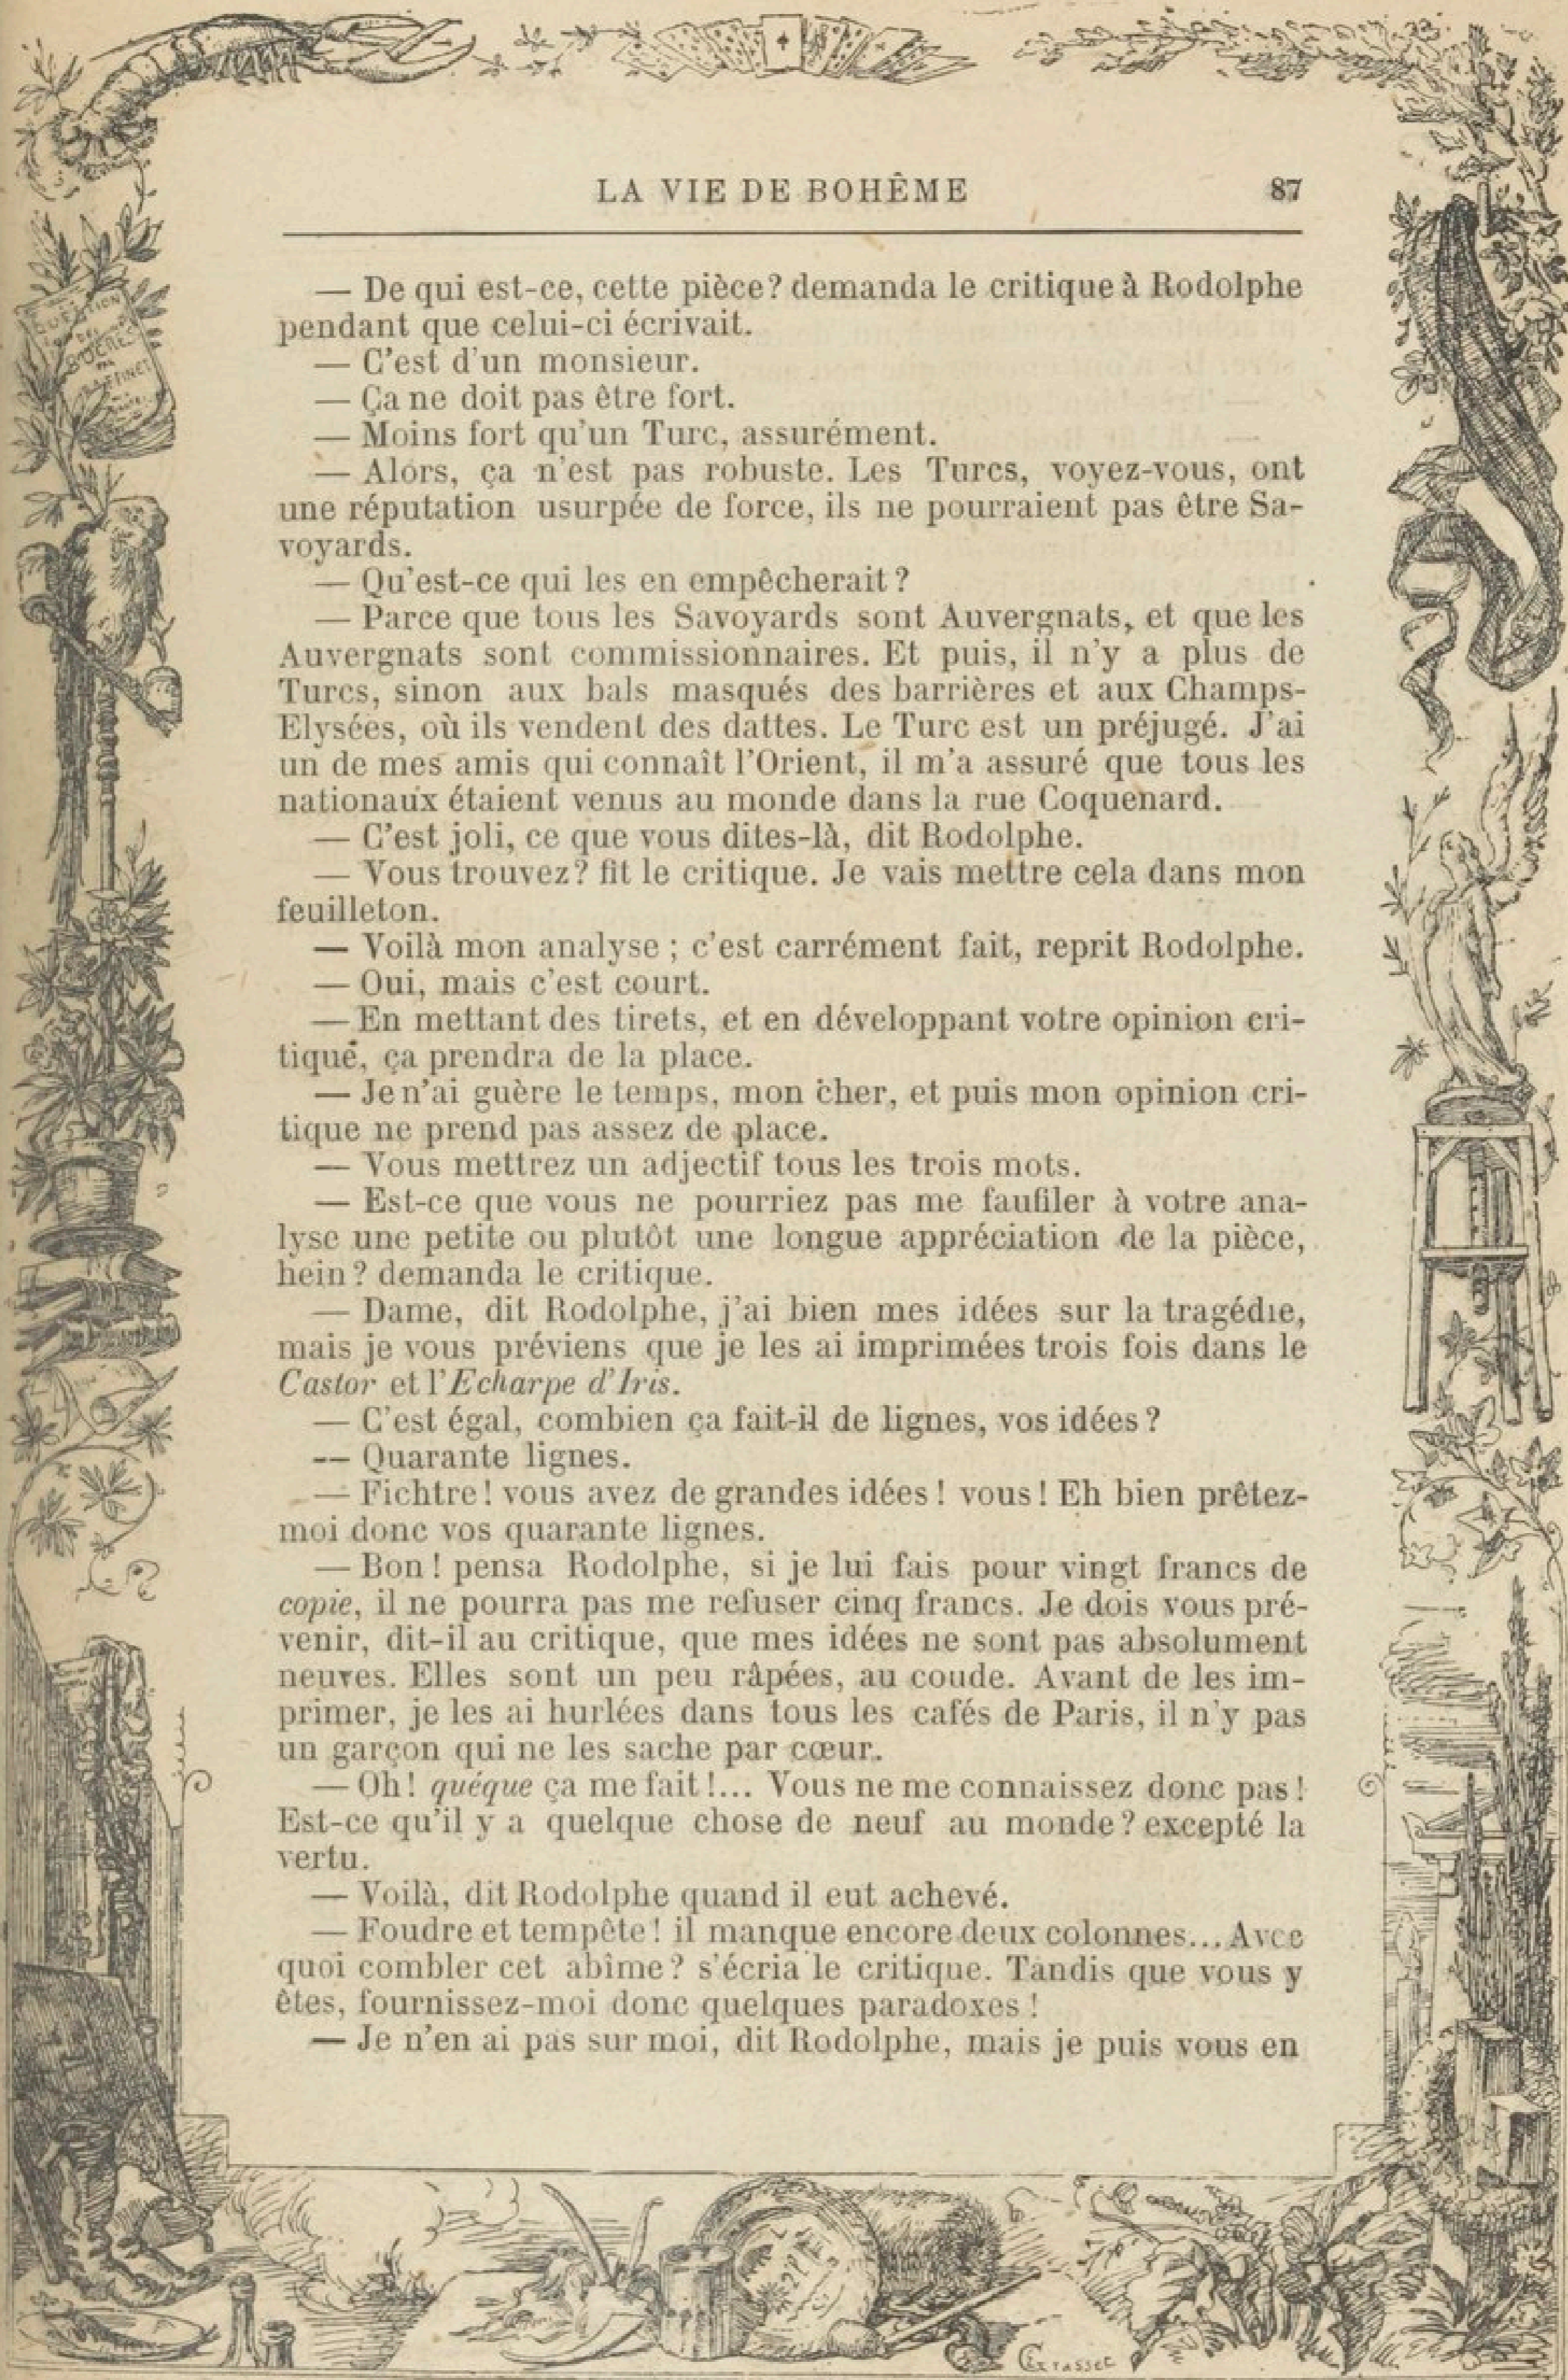 LA VIE DE BOHÊME 87
— De qui est-ce, cette pièce? demanda le critique à Rodolphe
pendant que celui-ci écrivait.
— C'est d'un monsieur.
— Ça ne doit pas être fort.
— Moins fort qu'un Turc, assurément.
— Alors, ça n'est pas robuste. Les Turcs, voyez-vous, ont
une réputation usurpée de force, ils ne pourraient pas être Sa-
voyards.
— Qu'est-ce qui les en empêcherait?
— Parce que tous les Savoyards sont Auvergnats, et que les
Auvergnats sont commissionnaires. Et puis, il n'y a plus de
Turcs, sinon aux bals masqués des barrières et aux Champs-
Elysées, où ils vendent des dattes. Le Turc est un préjugé. J'ai
un de mes amis qui connaît l'Orient, il m'a assuré que tous les
nationaux étaient venus au monde dans la rue Coquenard.
— C'est joli, ce que vous dites-là, dit Rodolphe.
— Vous trouvez? fit le critique. Je vais mettre cela dans mon
feuilleton.
— Voilà mon analyse ; c'est carrément fait, reprit Rodolphe.
— Oui, mais c'est court.
— En mettant des tirets, et en développant votre opinion cri-
tique, ça prendra de la place.
— Je n'ai guère le temps, mon cher, et puis mon opinion cri-
tique ne prend pas assez de place.
— Vous mettrez un adjectif tous les trois mots.
— Est-ce que vous ne pourriez pas me faufiler à votre ana-
lyse une petite ou plutôt une longue appréciation de la pièce,
hein? demanda le critique.
— Dame, dit Rodolphe, j'ai bien mes idées sur la tragédie,
mais je vous préviens que je les ai imprimées trois fois dans le
Castor et l'Echarpe d'Iris.
— C'est égal, combien ça fait-il de lignes, vos idées?
— Quarante lignes.
— Fichtre! vous avez de grandes idées! vous! Eh bien prêtez-
moi donc vos quarante lignes.
— Bon! pensa Rodolphe, si je lui fais pour vingt francs de
copie, il ne pourra pas me refuser cinq francs. Je dois vous pré-
venir, dit-il au critique, que mes idées ne sont pas absolument
neuves. Elles sont un peu râpées, au coude. Avant de les im-
primer, je les ai hurlées dans tous les cafés de Paris, il n'y pas
un garçon qui ne les sache par cœur.
— Oh! quéque ça me fait!... Vous ne me connaissez donc pas!
Est-ce qu'il y a quelque chose de neuf au monde? excepté la
vertu.
— Voilà, dit Rodolphe quand il eut achevé.
— Foudre et tempête! il manque encore deux colonnes... Avec
quoi combler cet abîme? s'écria le critique. Tandis que vous y
êtes, fournissez-moi donc quelques paradoxes!
— Je n'en ai pas sur moi, dit Rodolphe, mais je puis vous en
QUESTION
DES
SUCRES
PAR
Grasset